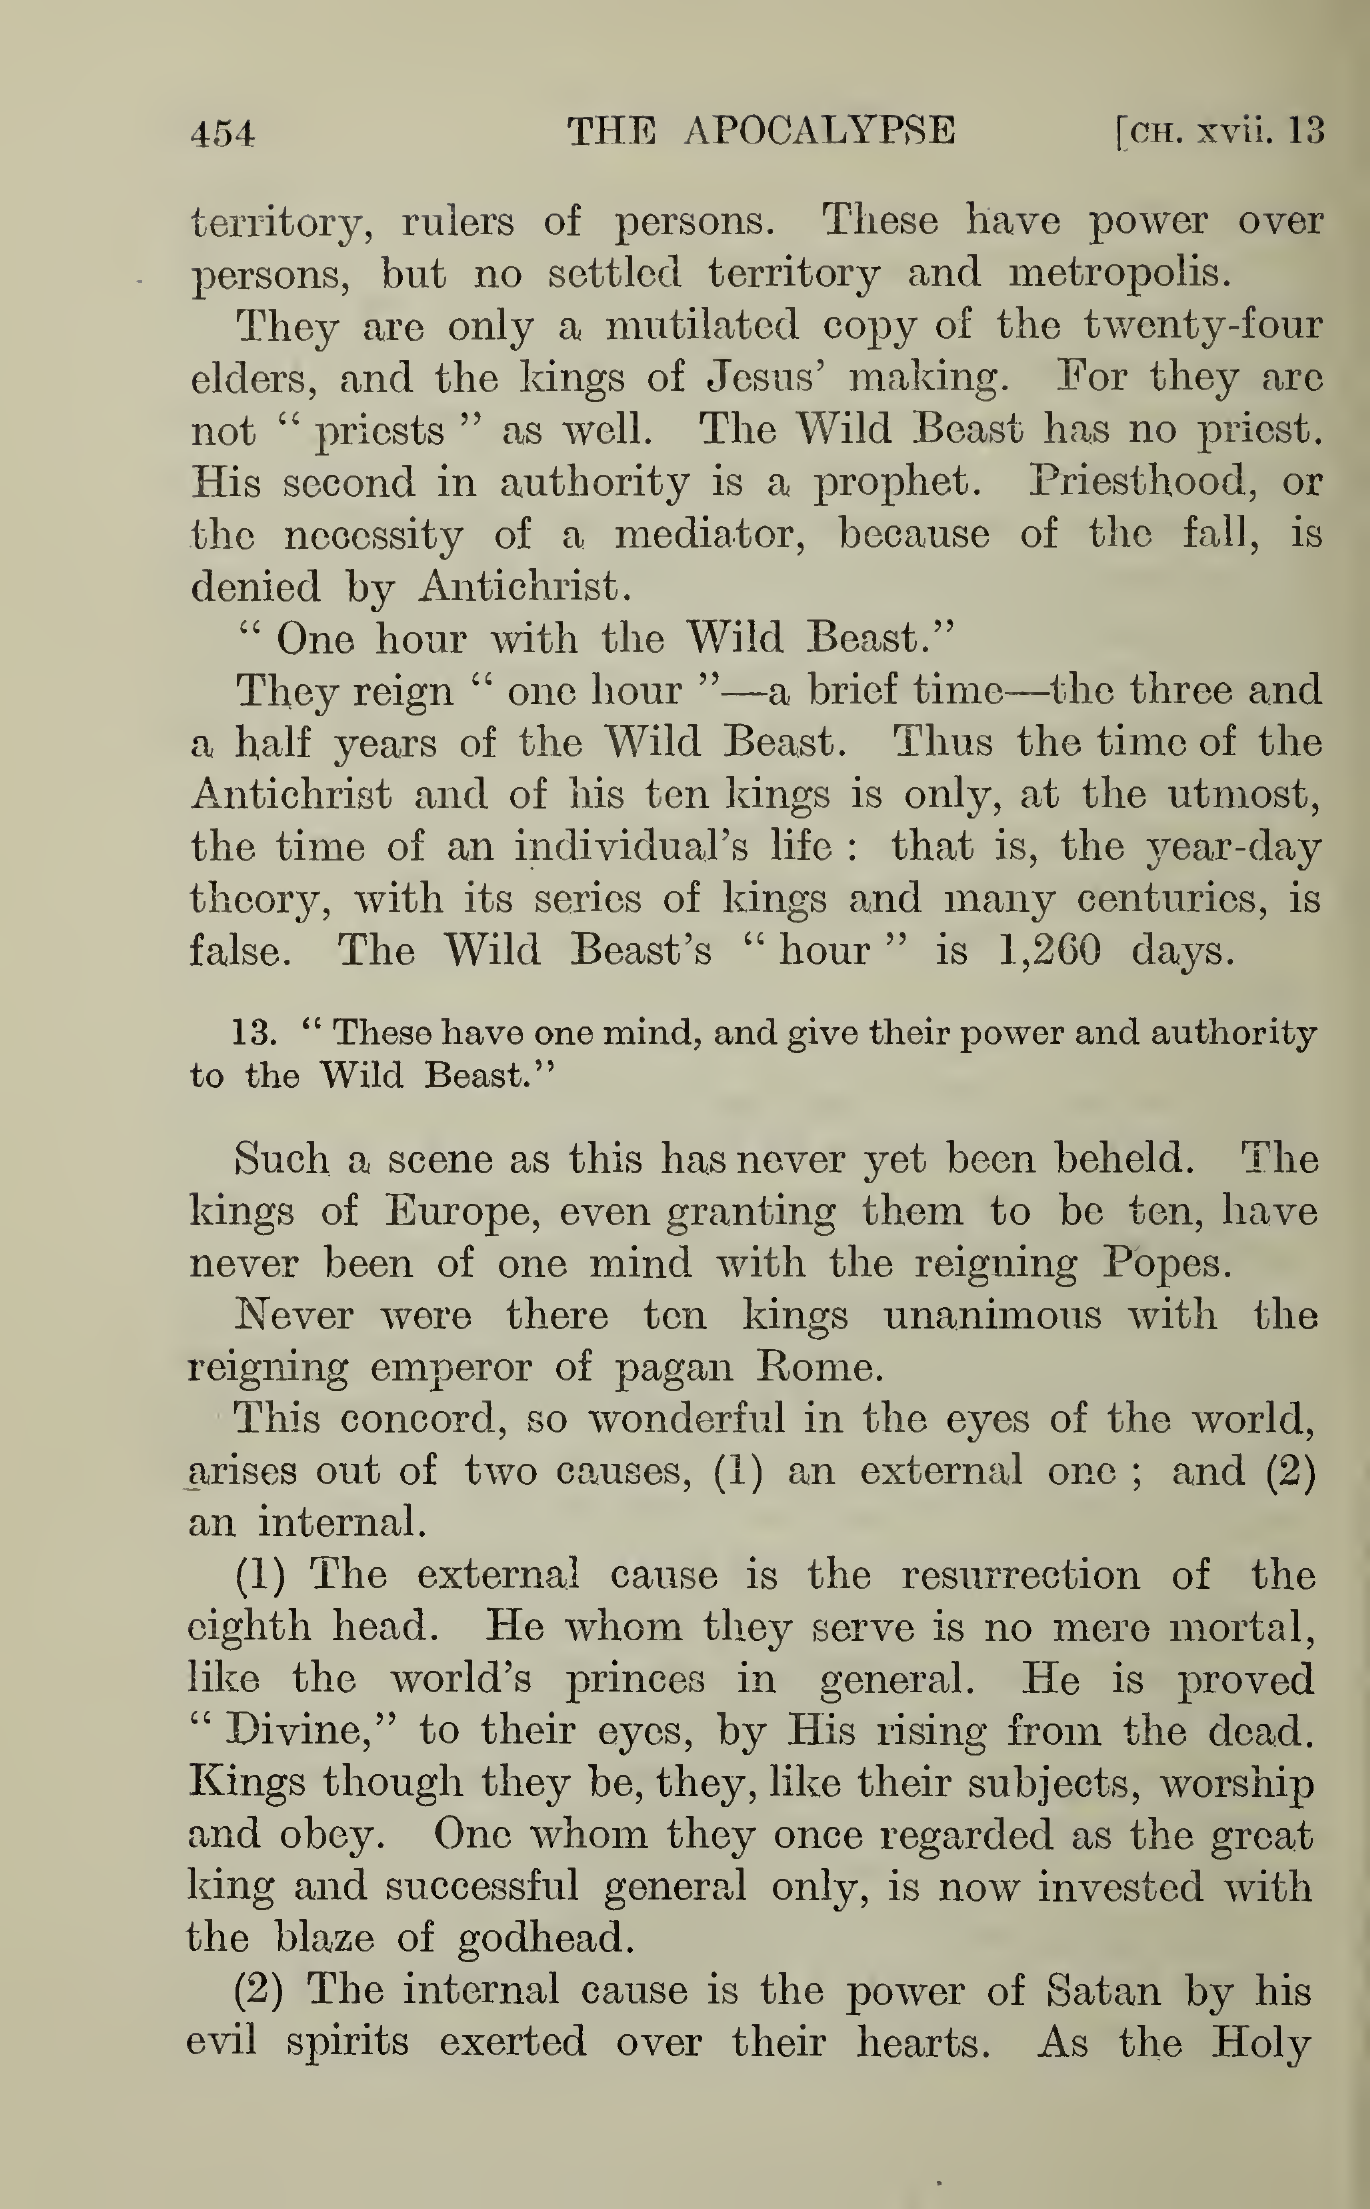 454 THE APOCALYPSE [CH. xvii. 13
territory, rulers of persons. These have power over
persons, but no settled territory and metropolis.
They are only a mutilated copy of the twenty-four
elders, and the kings of Jesus’ making. For they are
not “ priests ” as well. The Wild Beast has no priest.
His second in authority is a prophet. Priesthood, or
the necessity of a mediator, because of the fall, is
denied by Antichrist.
“ One hour with the Wild Beast.”
They reign “ one hour ”—a brief time—the three and
a half years of the Wild Beast. Thus the time of the
Antichrist and of his ten kings is only, at the utmost,
the time of an individual’s life : that is, the year-day
theory, with its series of kings and many centuries, is
false. The Wild Beast’s “ hour ” is 1,260 days.
13. “ These have one mind, and give their power and authority
to the Wild Beast.”
Such a scene as this has never yet been beheld. The
kings of Europe, even granting them to be ten, have
never been of one mind with the reigning Popes.
Never were there ten kings unanimous with the
reigning emperor of pagan Rome.
This concord, so wonderful in the eyes of the world,
arises out of two causes, (1) an external one ; and (2)
an internal.
(1) The external cause is the resurrection of the
eighth head. He whom they serve is no mere mortal,
like the world’s princes in general. He is proved
“ Divine,” to their eyes, by His rising from the dead.
Kings though they be, they, like their subjects, worship
and obey. One whom they once regarded as the great
king and successful general only, is now invested with
the blaze of godhead.
(2) The internal cause is the power of Satan by his
evil spirits exerted over their hearts. As the Holy